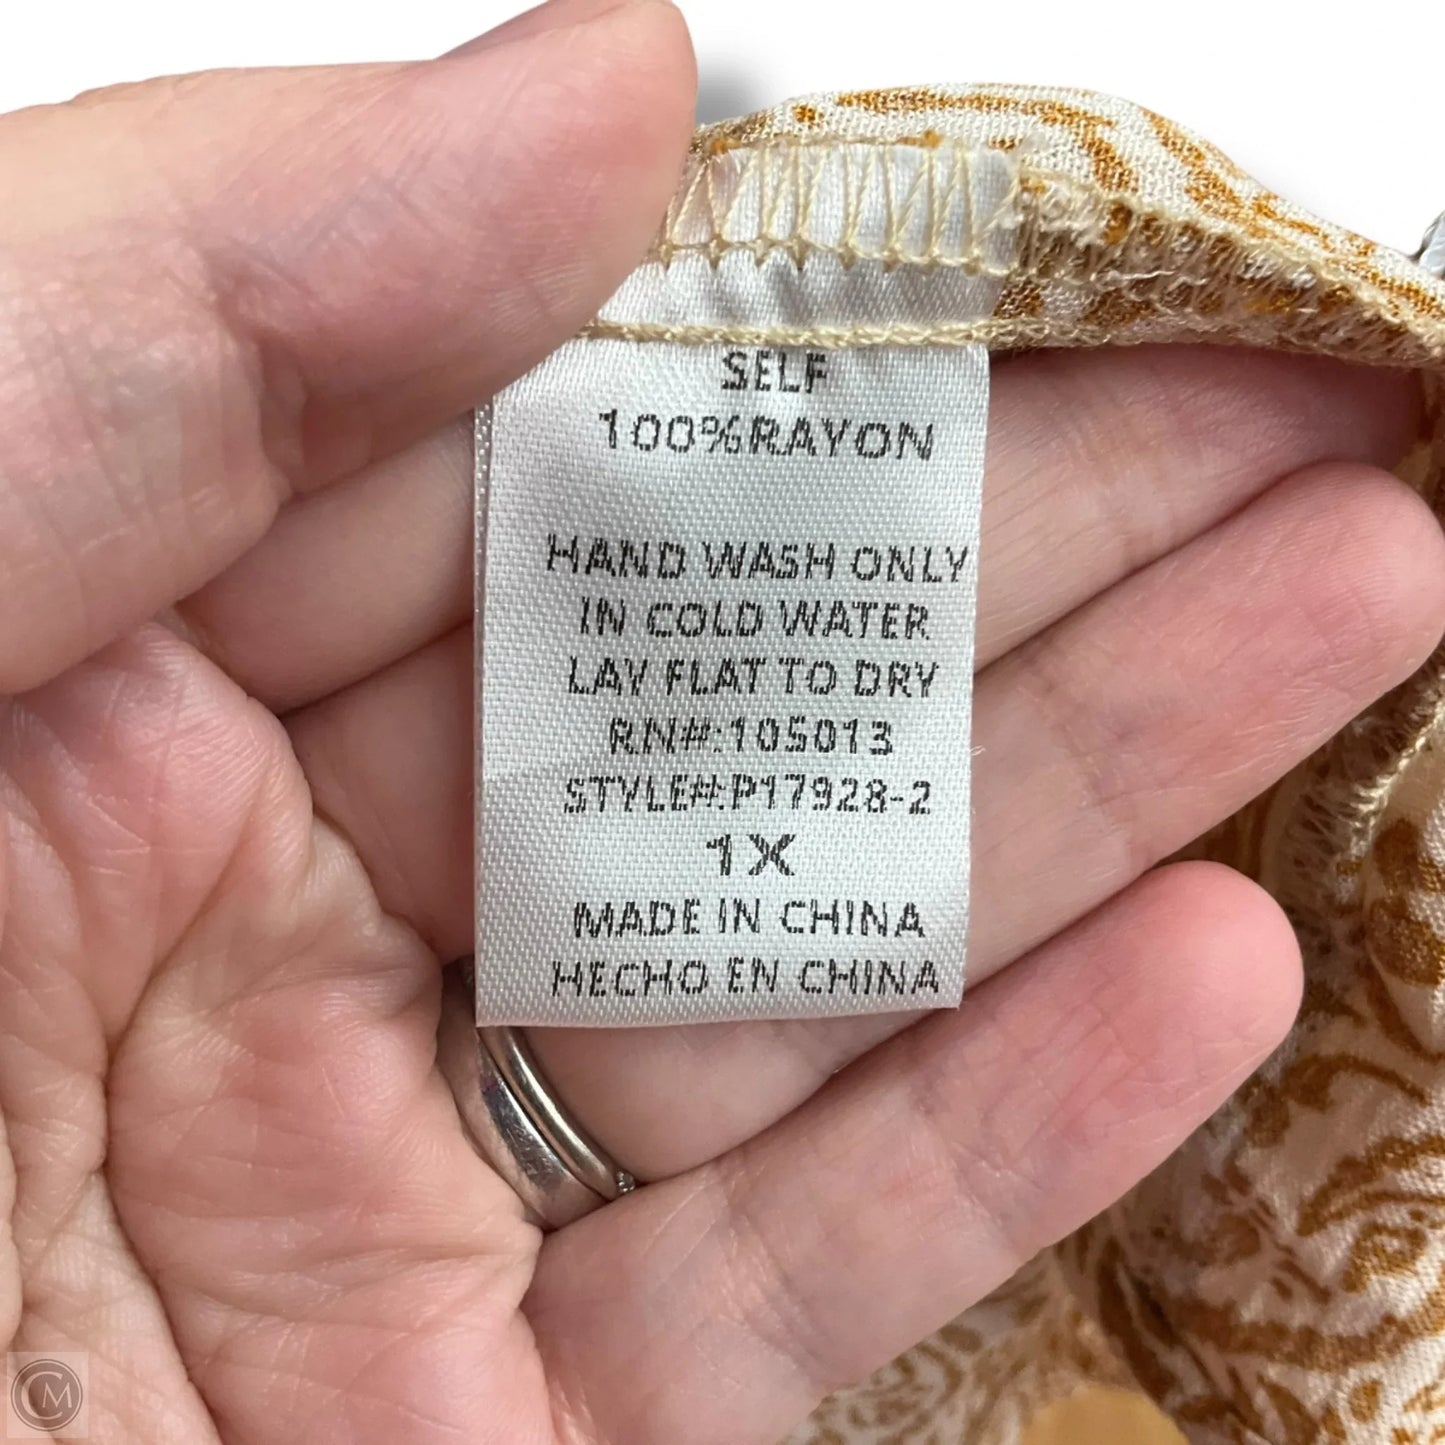 SELF
100%RAYON
HAND WASH ONLY
IN COLD WATER
LAY FLAT TO DRY
RN#:105013
STYLE#:P17928-2
1X
MADE IN CHINA
HECHO EN CHINA
CM